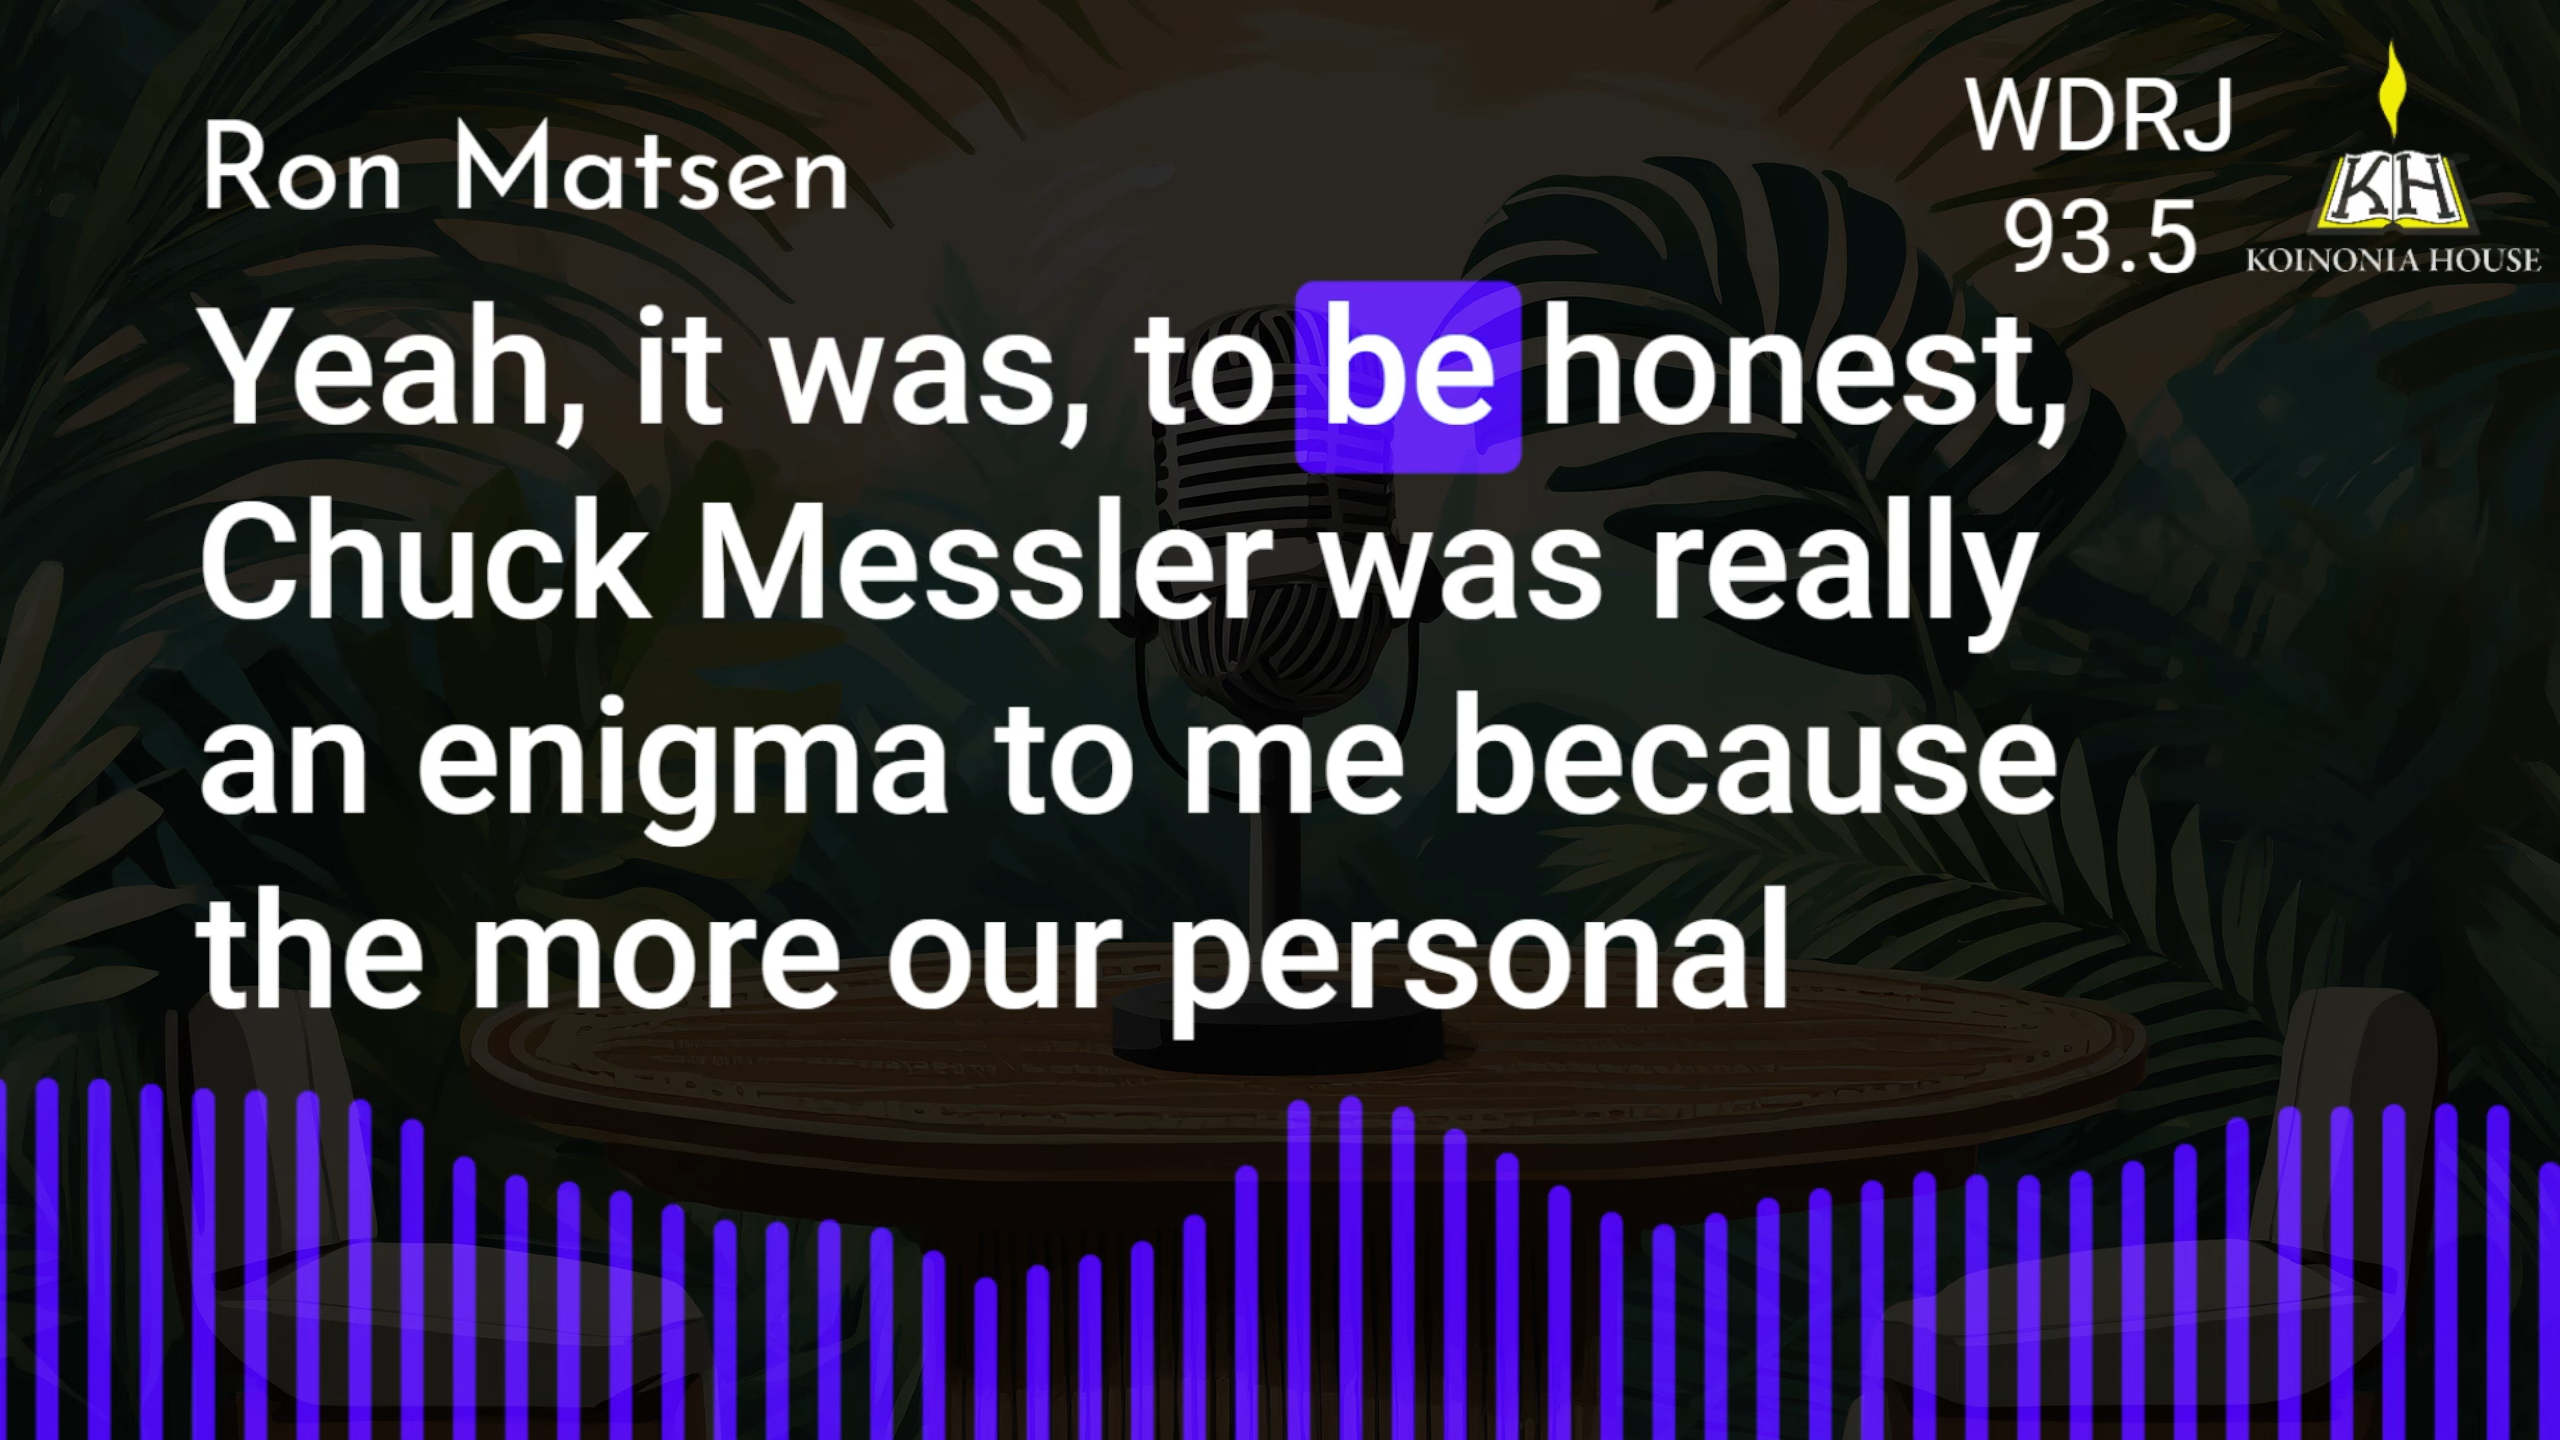 Ron Matsen
WDRJ
93.5
KH
KOINONIA HOUSE
Yeah, it was, to be honest,
Chuck Messler was really
an enigma to me because
the more our personal